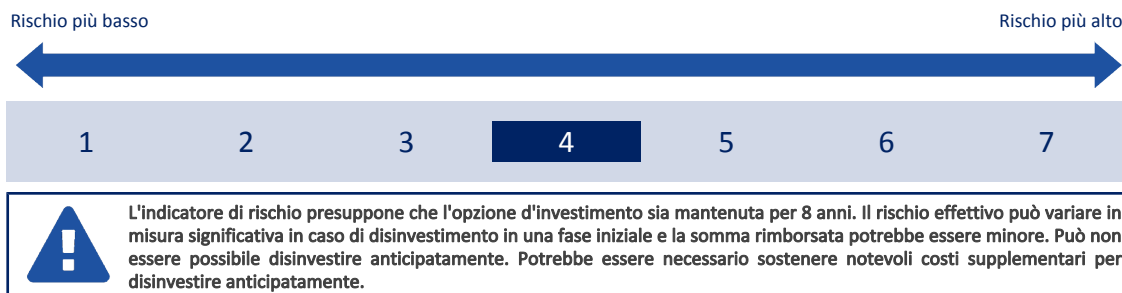 Rischio più basso Rischio più alto
1 2 3 4 5 6 7
L'indicatore di rischio presuppone che l'opzione d'investimento sia mantenuta per 8 anni. Il rischio effettivo può variare in
misura significativa in caso di disinvestimento in una fase iniziale e la somma rimborsata potrebbe essere minore. Può non
essere possibile disinvestire anticipatamente. Potrebbe essere necessario sostenere notevoli costi supplementari per
disinvestire anticipatamente.